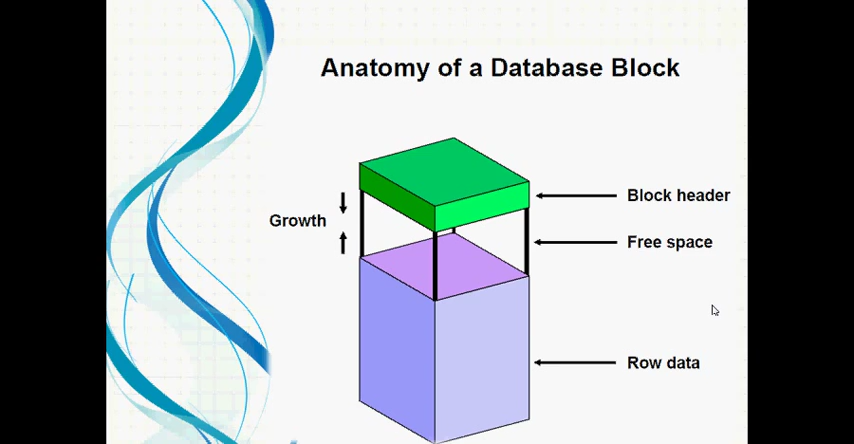 Anatomy of a Database Block
Block header
Growth
Free space
Row data